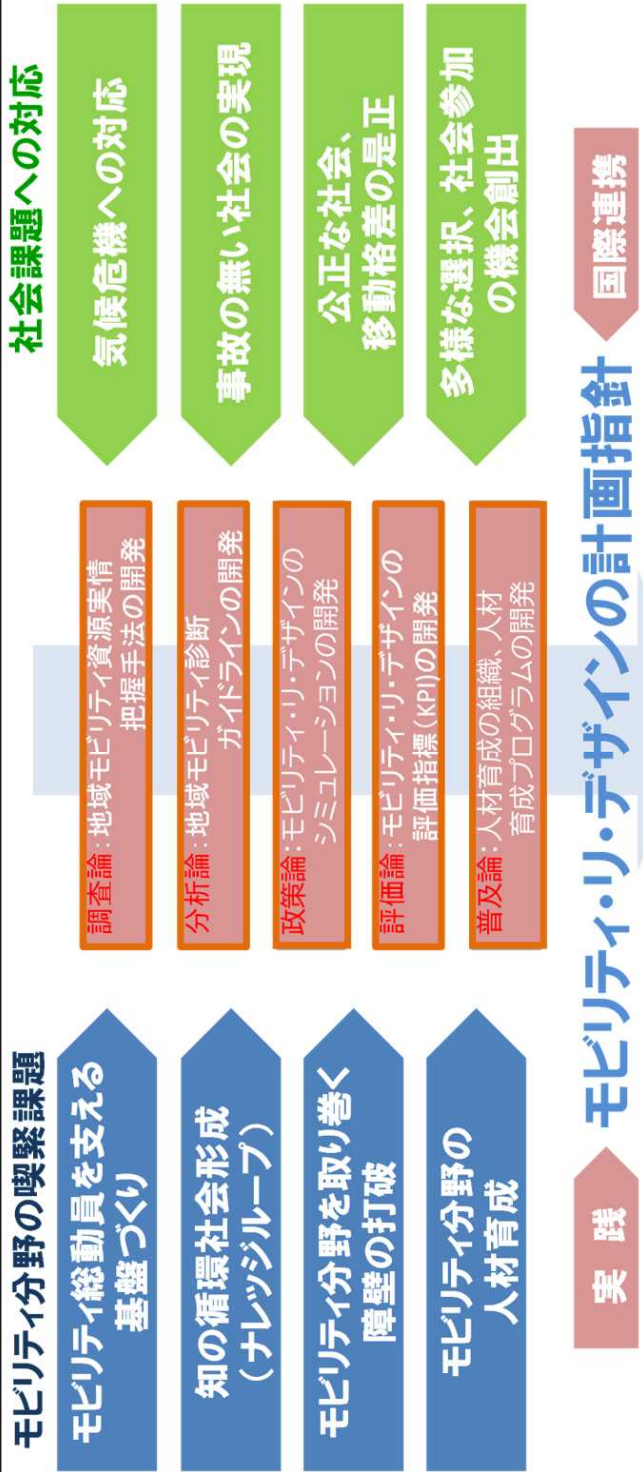 モビリティ分野の喫緊課題
モビリティ総動員を支える
基盤づくり
知の循環社会形成
（ナレッジループ）
モビリティ分野を取り巻く
障壁の打破
モビリティ分野の
人材育成
調査論：地域モビリティ資源実情
把握手法の開発
分析論：地域モビリティ診断
ガイドラインの開発
政策論：モビリティ・リ・デザインの
シミュレーションの開発
評価論：モビリティ・リ・デザインの
評価指標（KPI）の開発
普及論：人材育成の組織、人材
育成プログラムの開発
社会課題への対応
気候危機への対応
事故の無い社会の実現
公正な社会、
移動格差の是正
多様な選択、社会参加
の機会創出
実 践
モビリティ・リ・デザインの計画指針
国際連携